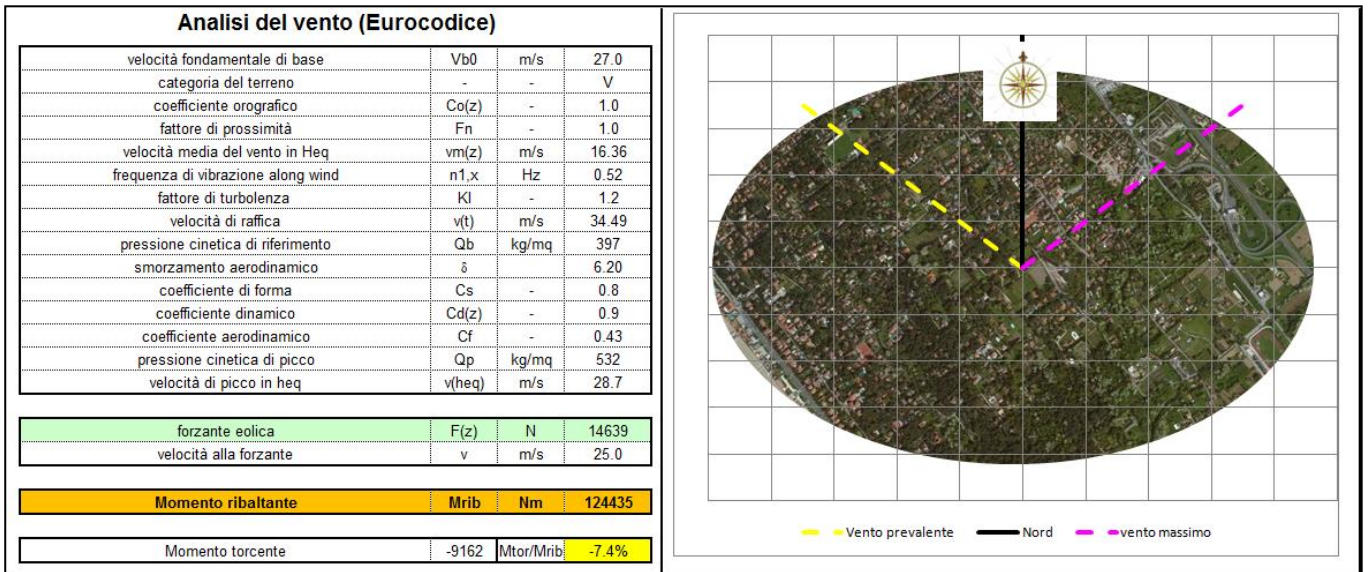 Analisi del vento (Eurocodice)
velocità fondamentale di base Vb0 m/s 27.0
categoria del terreno - - V
coefficiente orografico Co(z) - 1.0
fattore di prossimità Fn - 1.0
velocità media del vento in Heq vm(z) m/s 16.36
frequenza di vibrazione along wind n1,x Hz 0.52
fattore di turbolenza KI - 1.2
velocità di raffica v(t) m/s 34.49
pressione cinetica di riferimento Qb kg/mq 397
smorzamento aerodinamico δ 6.20
coefficiente di forma Cs - 0.8
coefficiente dinamico Cd(z) - 0.9
coefficiente aerodinamico Cf - 0.43
pressione cinetica di picco Qp kg/mq 532
velocità di picco in heq v(heq) m/s 28.7
forzante eolica F(z) N 14639
velocità alla forzante v m/s 25.0
Momento ribaltante Mrib Nm 124435
Momento torcente -9162 Mtor/Mrib -7.4%
Vento prevalente Nord vento massimo